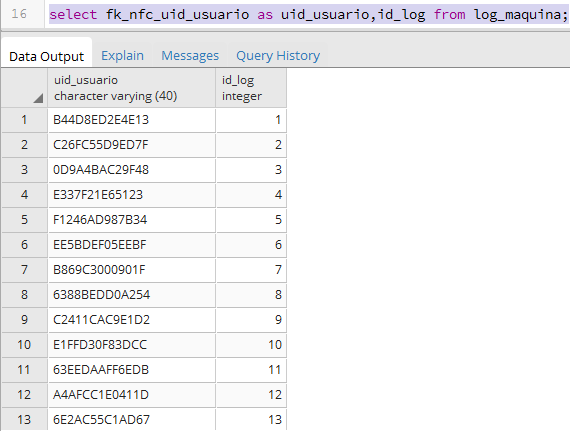 16 select fk_nfc_uid_usuario as uid_usuario,id_log from log_maquina;
Data Output Explain Messages Query History
uid_usuario id_log
character varying (40) integer
1 B44D8ED2E4E13 1
2 C26FC55D9ED7F 2
3 0D9A4BAC29F48 3
4 E337F21E65123 4
5 F1246AD987B34 5
6 EE5BDEF05EEBF 6
7 B869C3000901F 7
8 6388BEDD0A254 8
9 C2411CAC9E1D2 9
10 E1FFD30F83DCC 10
11 63EEDAAFF6EDB 11
12 A4AFCC1E0411D 12
13 6E2AC55C1AD67 13